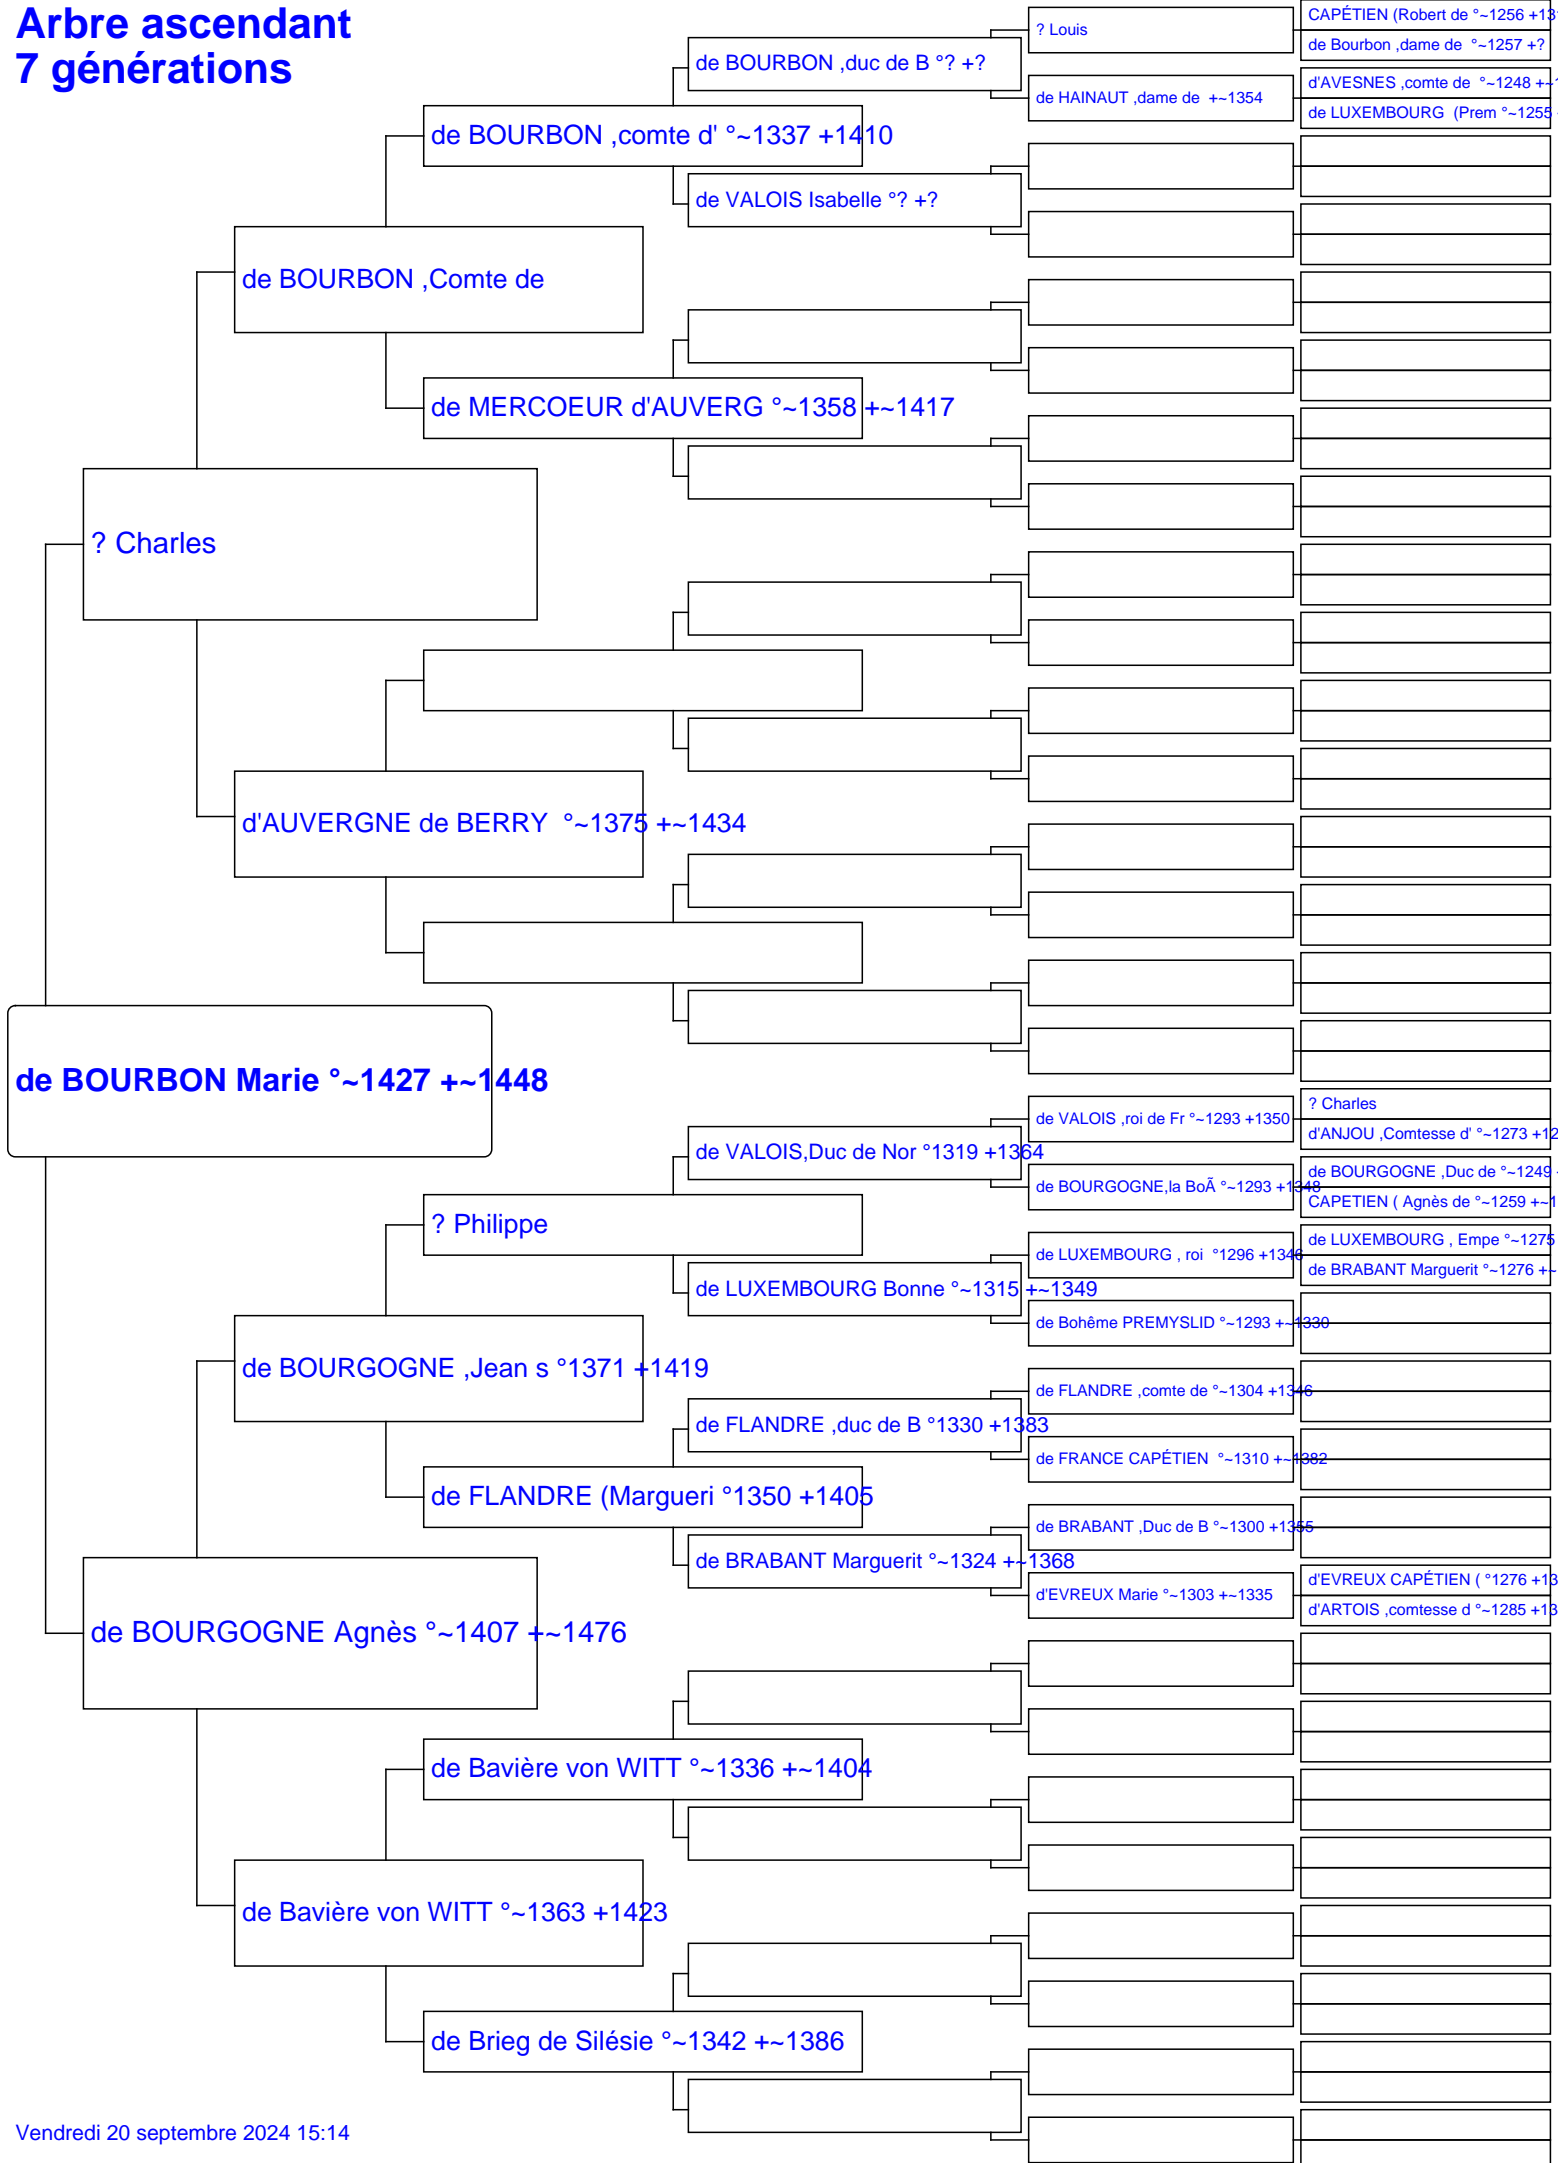 Arbre ascendant
7 générations
? Louis
CAPÉTIEN (Robert de °~1256 +13
de Bourbon ,dame de  °~1257 +?
de BOURBON ,duc de B °? +?
d'AVESNES ,comte de  °~1248 +~1
de HAINAUT ,dame de  +~1354
de LUXEMBOURG  (Prem °~1255
de BOURBON ,comte d' °~1337 +1410
de VALOIS Isabelle °? +?
de BOURBON ,Comte de
de MERCOEUR d'AUVERG °~1358 +~1417
? Charles
d'AUVERGNE de BERRY  °~1375 +~1434
de BOURBON Marie °~1427 +~1448
? Charles
de VALOIS ,roi de Fr °~1293 +1350
d'ANJOU ,Comtesse d' °~1273 +12
de VALOIS,Duc de Nor °1319 +1364
de BOURGOGNE ,Duc de °~1249
de BOURGOGNE,la BoÃ °~1293 +1348
CAPETIEN ( Agnès de °~1259 +~1
? Philippe
de LUXEMBOURG , Empe °~1275
de LUXEMBOURG , roi  °1296 +1346
de BRABANT Marguerit °~1276 +~
de LUXEMBOURG Bonne °~1315 +~1349
de Bohême PREMYSLID °~1293 +~1330
de BOURGOGNE ,Jean s °1371 +1419
de FLANDRE ,comte de °~1304 +1346
de FLANDRE ,duc de B °1330 +1383
de FRANCE CAPÉTIEN  °~1310 +~1382
de FLANDRE (Margueri °1350 +1405
de BRABANT ,Duc de B °~1300 +1355
de BRABANT Marguerit °~1324 +~1368
d'EVREUX CAPÉTIEN ( °1276 +13
d'EVREUX Marie °~1303 +~1335
d'ARTOIS ,comtesse d °~1285 +13
de BOURGOGNE Agnès °~1407 +~1476
de Bavière von WITT °~1336 +~1404
de Bavière von WITT °~1363 +1423
de Brieg de Silésie °~1342 +~1386
Vendredi 20 septembre 2024 15:14